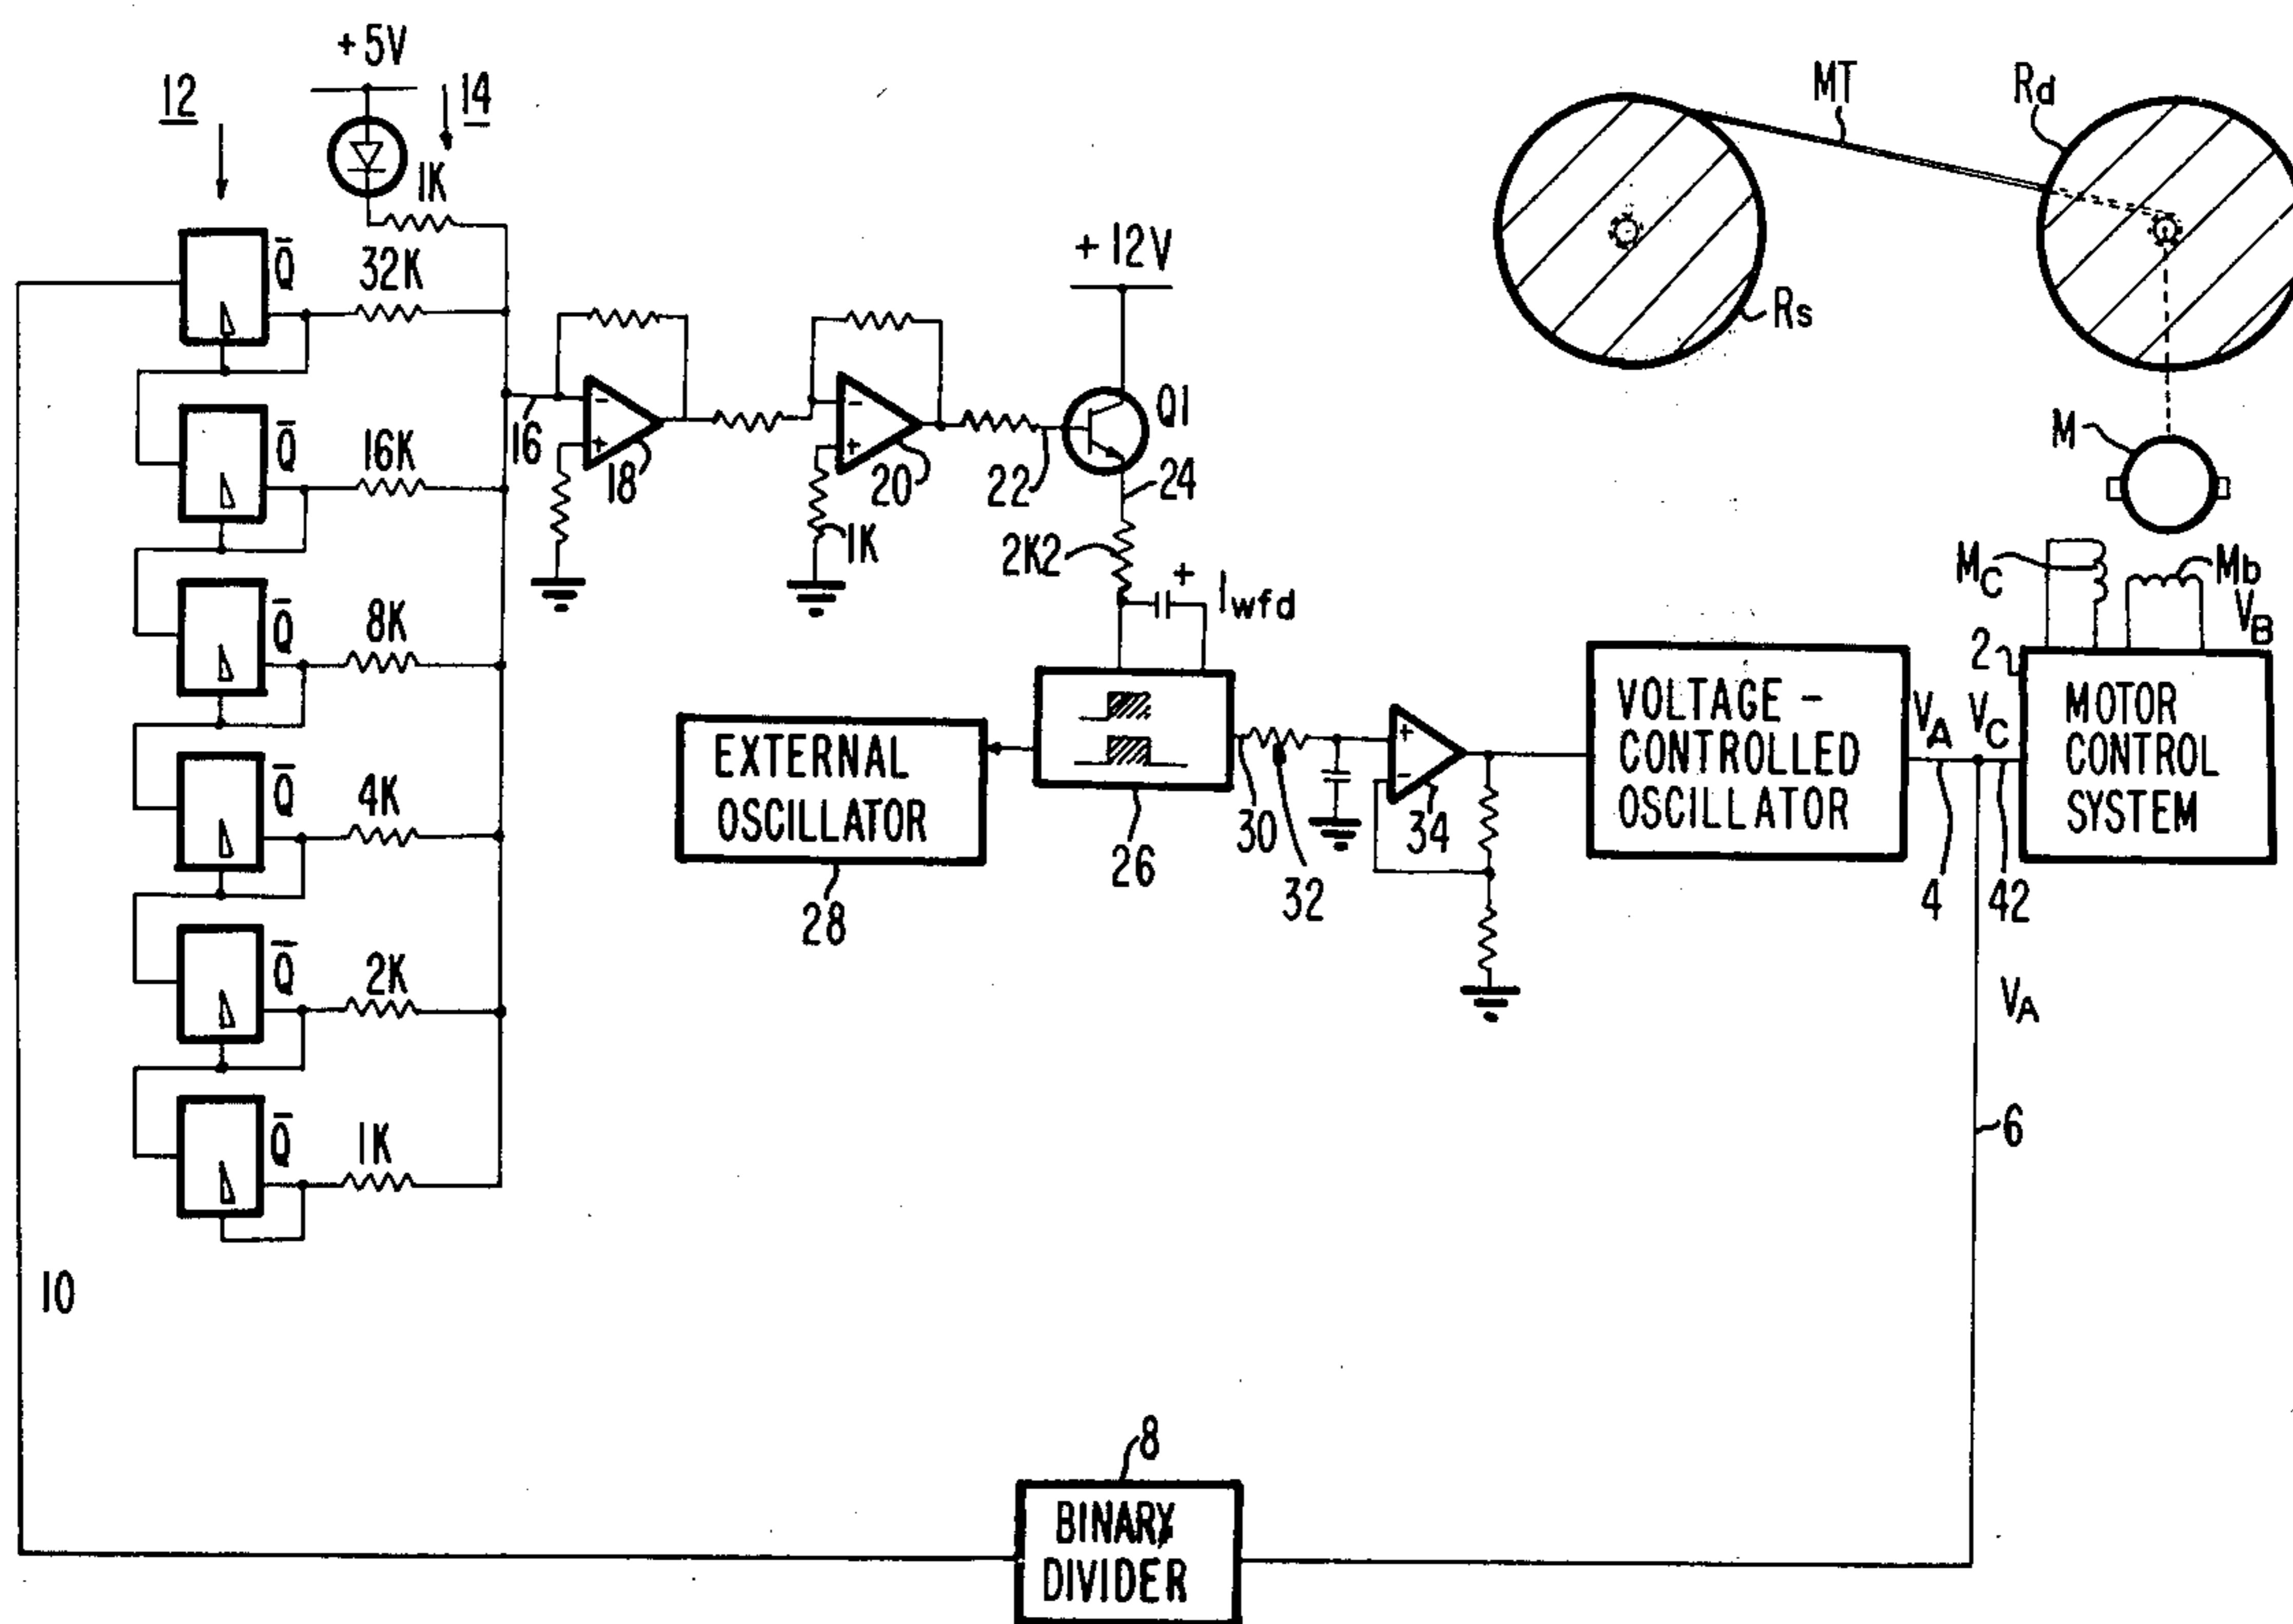 +5V
12
14
1K
Q̄
32K
Q̄
16K
Q̄
8K
Q̄
4K
Q̄
2K
Q̄
1K
10
16
-
+
18
-
+
20
1K
22
+12V
Q1
24
2K2
+
Iwfd
EXTERNAL
OSCILLATOR
28
26
30
32
+
-
34
VOLTAGE -
CONTROLLED
OSCILLATOR
VA
VC
4
42
2
MOTOR
CONTROL
SYSTEM
MC
Mb
VB
M
MT
Rd
Rs
VA
6
8
BINARY
DIVIDER